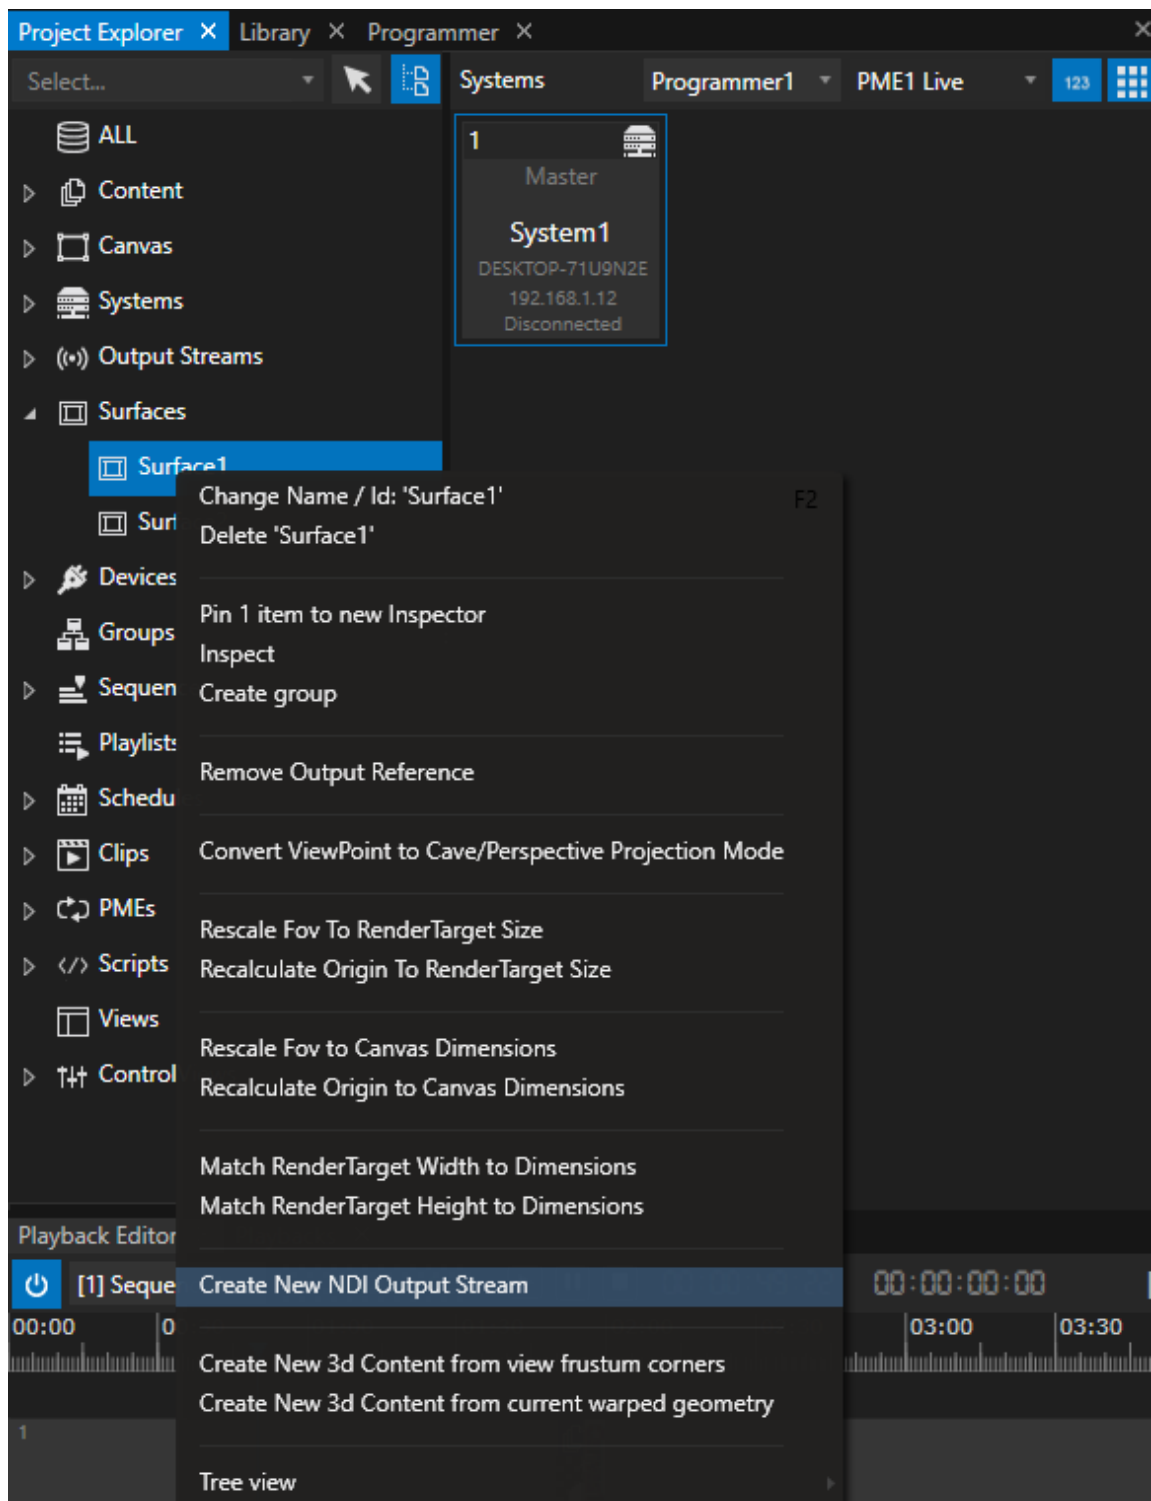 Project Explorer
Library
Programmer
Select...
Systems
Programmer1
PME1 Live
123
ALL
1
Master
System1
DESKTOP-71U9N2E
192.168.1.12
Disconnected
Content
Canvas
Systems
Output Streams
Surfaces
Surface1
Surf
Devices
Groups
Sequen
Playlists
Schedu
Clips
PMEs
Scripts
Views
Control
Change Name / Id: 'Surface1' F2
Delete 'Surface1'
Pin 1 item to new Inspector
Inspect
Create group
Remove Output Reference
Convert ViewPoint to Cave/Perspective Projection Mode
Rescale Fov To RenderTarget Size
Recalculate Origin To RenderTarget Size
Rescale Fov to Canvas Dimensions
Recalculate Origin to Canvas Dimensions
Match RenderTarget Width to Dimensions
Match RenderTarget Height to Dimensions
Create New NDI Output Stream
Create New 3d Content from view frustum corners
Create New 3d Content from current warped geometry
Tree view
Playback Editor
[1] Seque
00:00:00:00
00:00
0
03:00
03:30
1